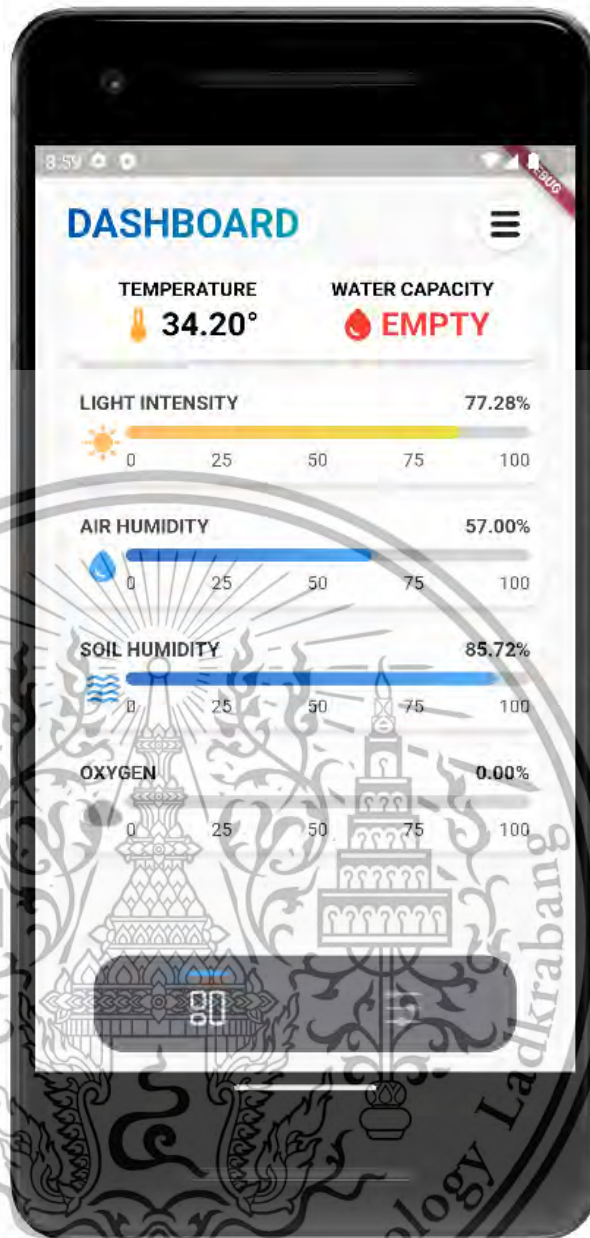 8:59
DEBUG
DASHBOARD
TEMPERATURE WATER CAPACITY
34.20° EMPTY
LIGHT INTENSITY 77.28%
0 25 50 75 100
AIR HUMIDITY 57.00%
0 25 50 75 100
SOIL HUMIDITY 85.72%
0 25 50 75 100
OXYGEN 0.00%
0 25 50 75 100
ology Ladkrabang